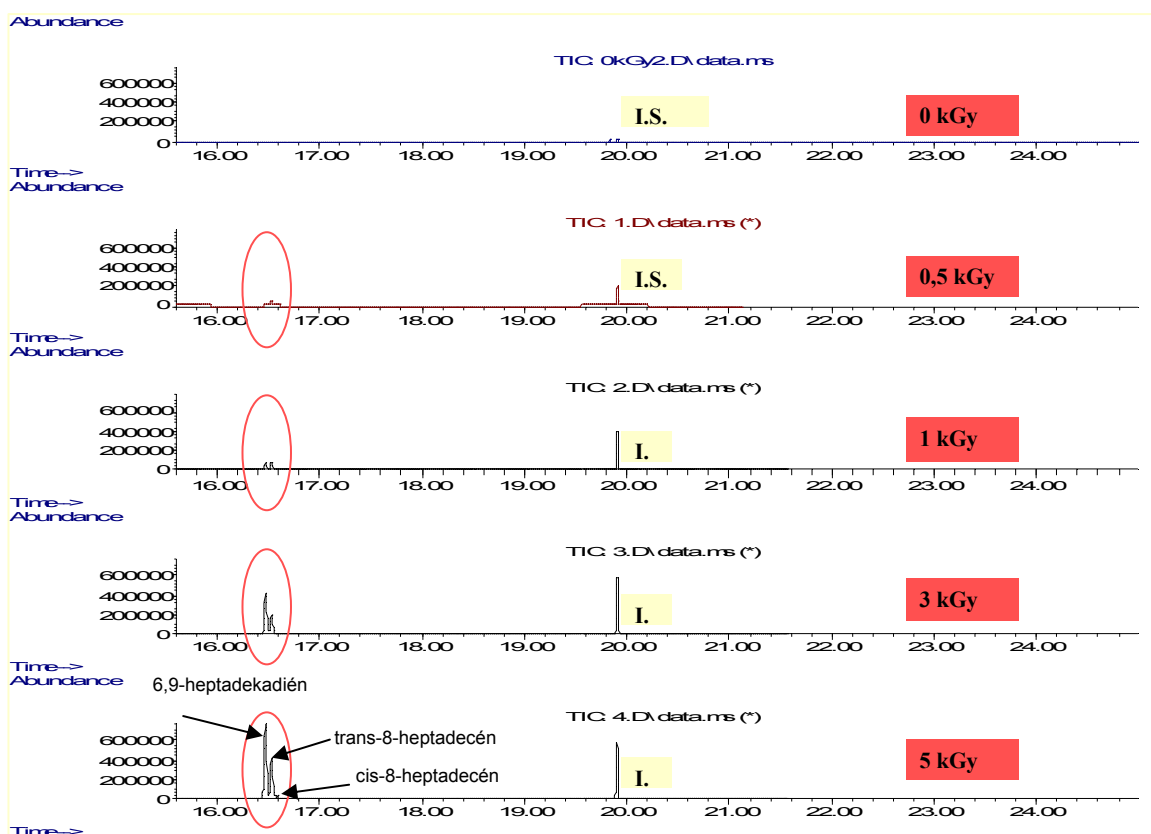 Abundance
TIC: 0kGy2.D\data.ms
600000
400000
200000
0
I.S.
0 kGy
16.00 17.00 18.00 19.00 20.00 21.00 22.00 23.00 24.00
Time-->
Abundance
TIC: 1.D\data.ms (*)
600000
400000
200000
0
I.S.
0,5 kGy
16.00 17.00 18.00 19.00 20.00 21.00 22.00 23.00 24.00
Time-->
Abundance
TIC: 2.D\data.ms (*)
600000
400000
200000
0
I.
1 kGy
16.00 17.00 18.00 19.00 20.00 21.00 22.00 23.00 24.00
Time-->
Abundance
TIC: 3.D\data.ms (*)
600000
400000
200000
0
I.
3 kGy
16.00 17.00 18.00 19.00 20.00 21.00 22.00 23.00 24.00
Time-->
Abundance
6,9-heptadekadién
TIC: 4.D\data.ms (*)
600000
400000
200000
0
trans-8-heptadecén
cis-8-heptadecén
I.
5 kGy
16.00 17.00 18.00 19.00 20.00 21.00 22.00 23.00 24.00
Time-->